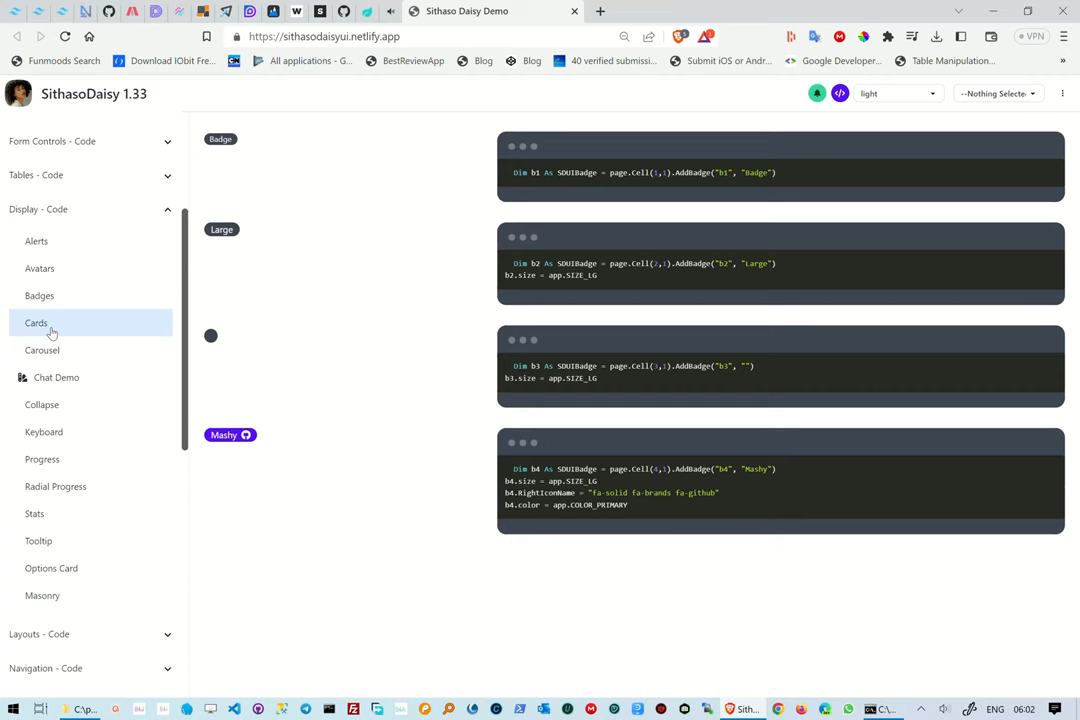 Sithaso Daisy Demo
https://sithasodaisyui.netlify.app
VPN
Funmoods Search
Download IObit Fre...
All applications - G...
BestReviewApp
Blog
Blog
40 verified submissi...
Submit iOS or Andr...
Google Developer...
Table Manipulation...
SithasoDaisy 1.33
light
--Nothing Selecte
Form Controls - Code
Tables - Code
Display - Code
Alerts
Avatars
Badges
Cards
Carousel
Chat Demo
Collapse
Keyboard
Progress
Radial Progress
Stats
Tooltip
Options Card
Masonry
Layouts - Code
Navigation - Code
Badge
Dim b1 As SDUIBadge = page.Cell(1,1).AddBadge("b1", "Badge")
Large
Dim b2 As SDUIBadge = page.Cell(2,1).AddBadge("b2", "Large")
b2.size = app.SIZE_LG
Dim b3 As SDUIBadge = page.Cell(3,1).AddBadge("b3", "")
b3.size = app.SIZE_LG
Mashy
Dim b4 As SDUIBadge = page.Cell(4,1).AddBadge("b4", "Mashy")
b4.size = app.SIZE_LG
b4.RightIconName = "fa-solid fa-brands fa-github"
b4.color = app.COLOR_PRIMARY
C:\p...
Sith...
C:\...
ENG
06:02